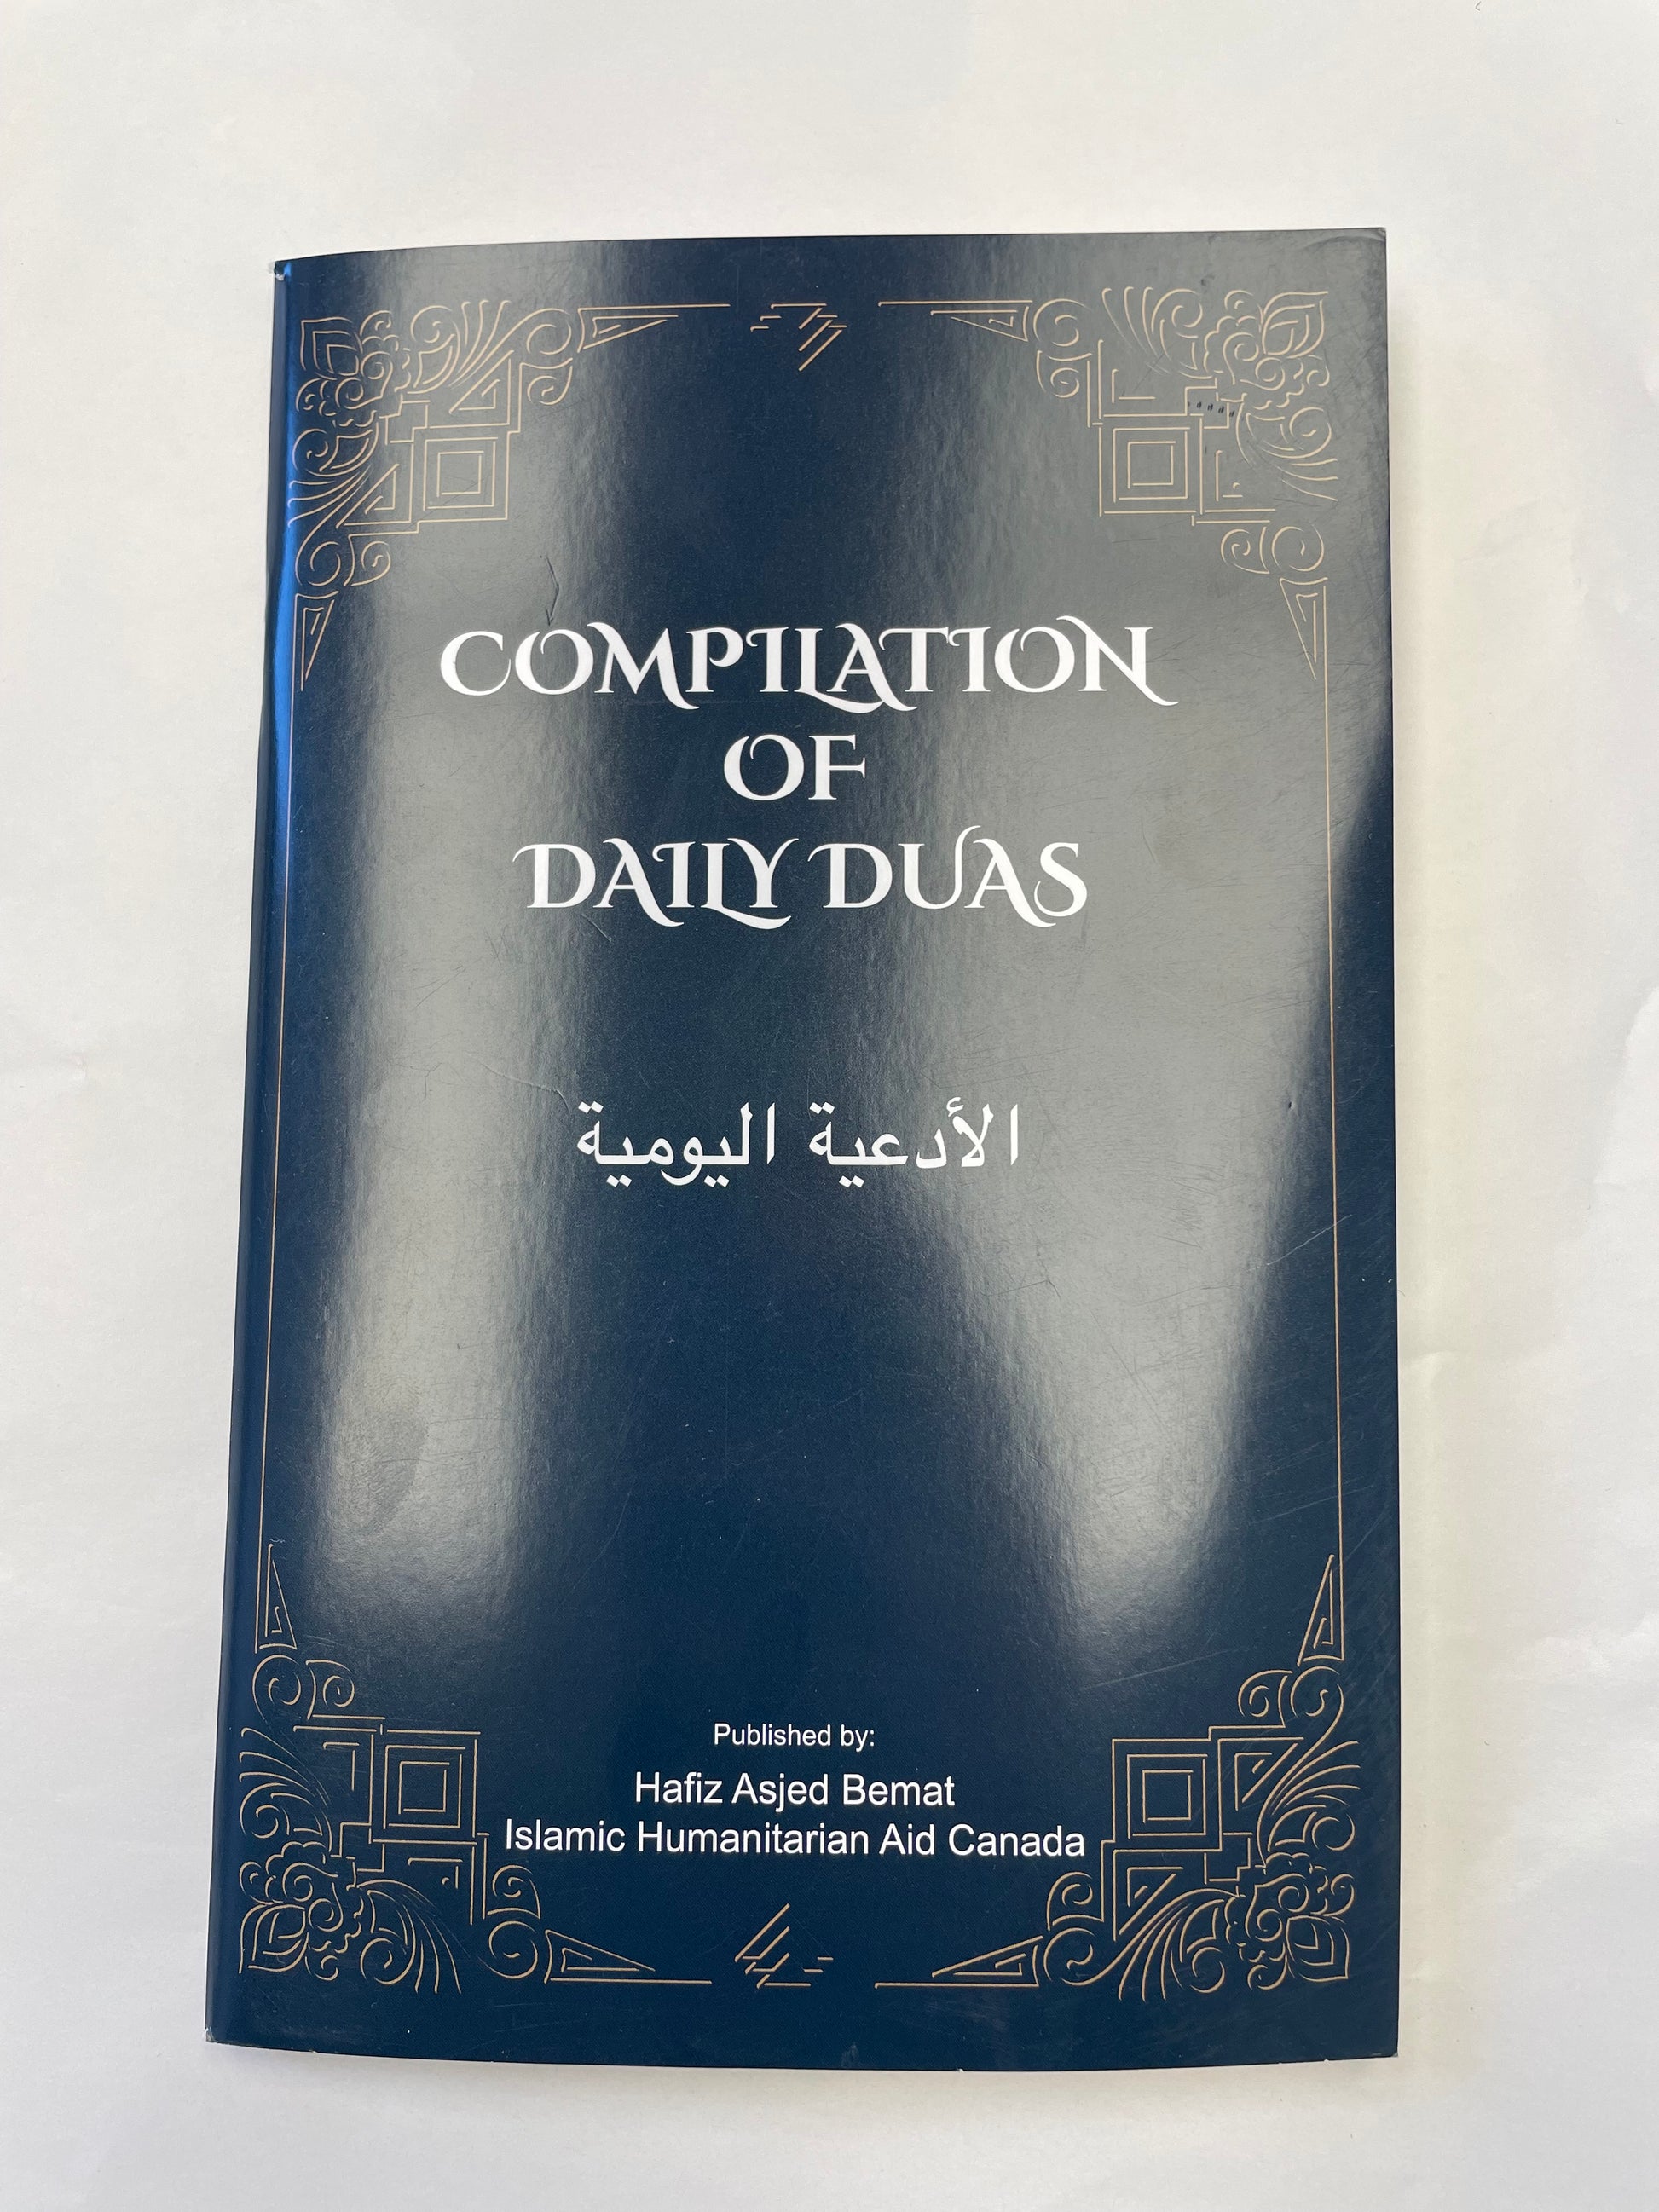 COMPILATION
OF
DAILY DUAS
الأدعية اليومية
Published by:
Hafiz Asjed Bemat
Islamic Humanitarian Aid Canada